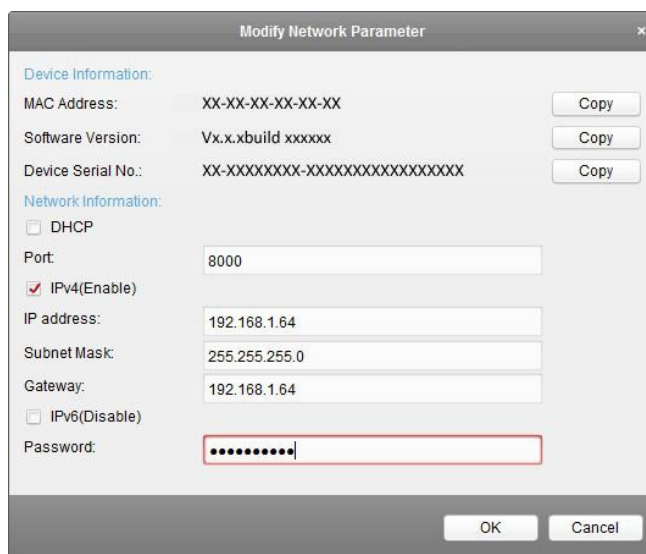 Modify Network Parameter ×
Device Information:
MAC Address: XX-XX-XX-XX-XX-XX Copy
Software Version: Vx.x.xbuild xxxxxx Copy
Device Serial No.: XX-XXXXXXXX-XXXXXXXXXXXXXXXXX Copy
Network Information:
DHCP
Port: 8000
IPv4(Enable)
IP address: 192.168.1.64
Subnet Mask: 255.255.255.0
Gateway: 192.168.1.64
IPv6(Disable)
Password: ●●●●●●●●●●
OK Cancel